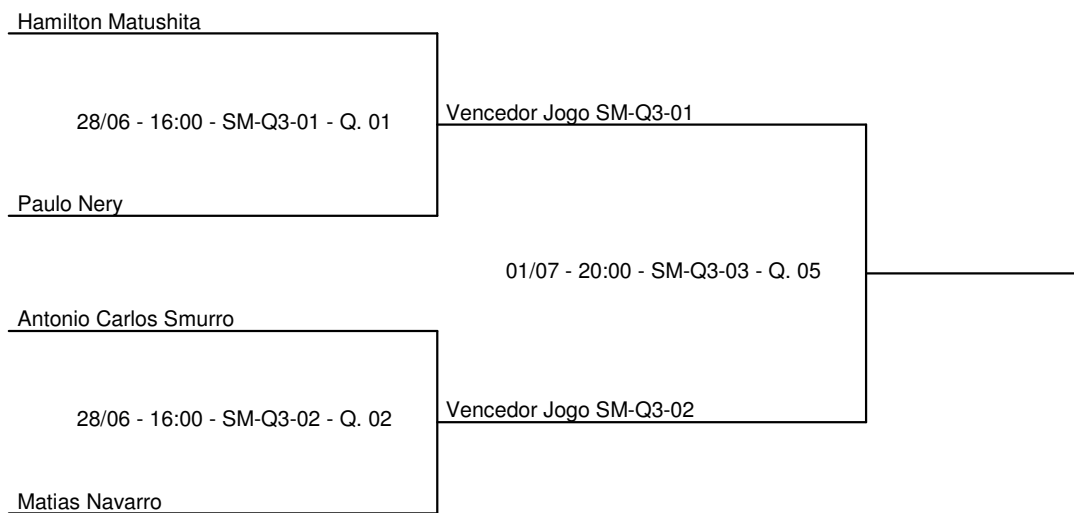 Hamilton Matushita
28/06 - 16:00 - SM-Q3-01 - Q. 01
Vencedor Jogo SM-Q3-01
Paulo Nery
01/07 - 20:00 - SM-Q3-03 - Q. 05
Antonio Carlos Smurro
28/06 - 16:00 - SM-Q3-02 - Q. 02
Vencedor Jogo SM-Q3-02
Matias Navarro